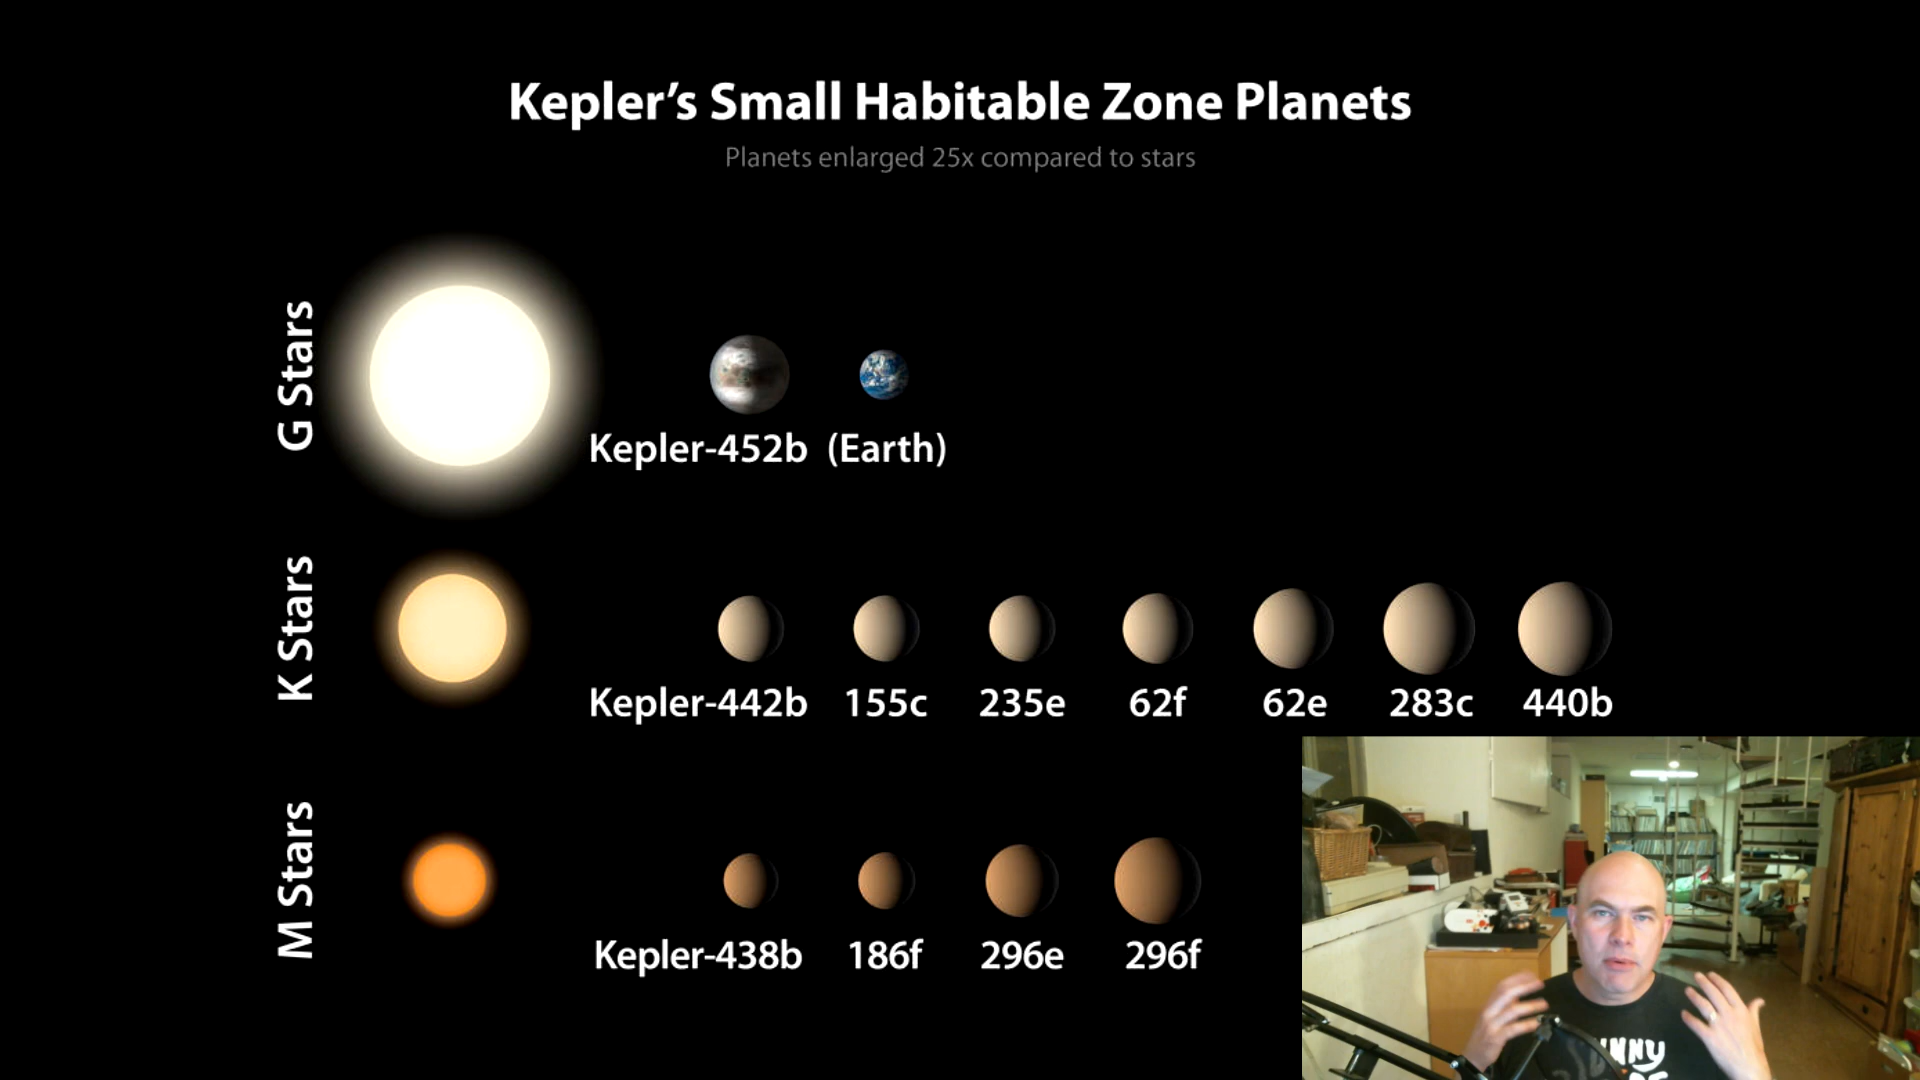 Kepler’s Small Habitable Zone Planets
Planets enlarged 25x compared to stars
G Stars
Kepler-452b (Earth)
K Stars
Kepler-442b 155c 235e 62f 62e 283c 440b
M Stars
Kepler-438b 186f 296e 296f